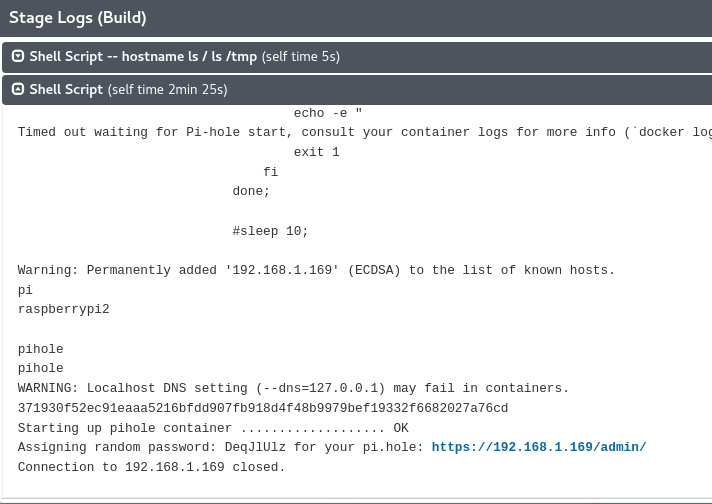 Stage Logs (Build)
Shell Script -- hostname ls / ls /tmp (self time 5s)
Shell Script (self time 2min 25s)
echo -e "
Timed out waiting for Pi-hole start, consult your container logs for more info (`docker log
exit 1
fi
done;
#sleep 10;
Warning: Permanently added '192.168.1.169' (ECDSA) to the list of known hosts.
pi
raspberrypi2
pihole
pihole
WARNING: Localhost DNS setting (--dns=127.0.0.1) may fail in containers.
371930f52ec91eaaa5216bfdd907fb918d4f48b9979bef19332f6682027a76cd
Starting up pihole container ................... OK
Assigning random password: DeqJlUlz for your pi.hole: https://192.168.1.169/admin/
Connection to 192.168.1.169 closed.